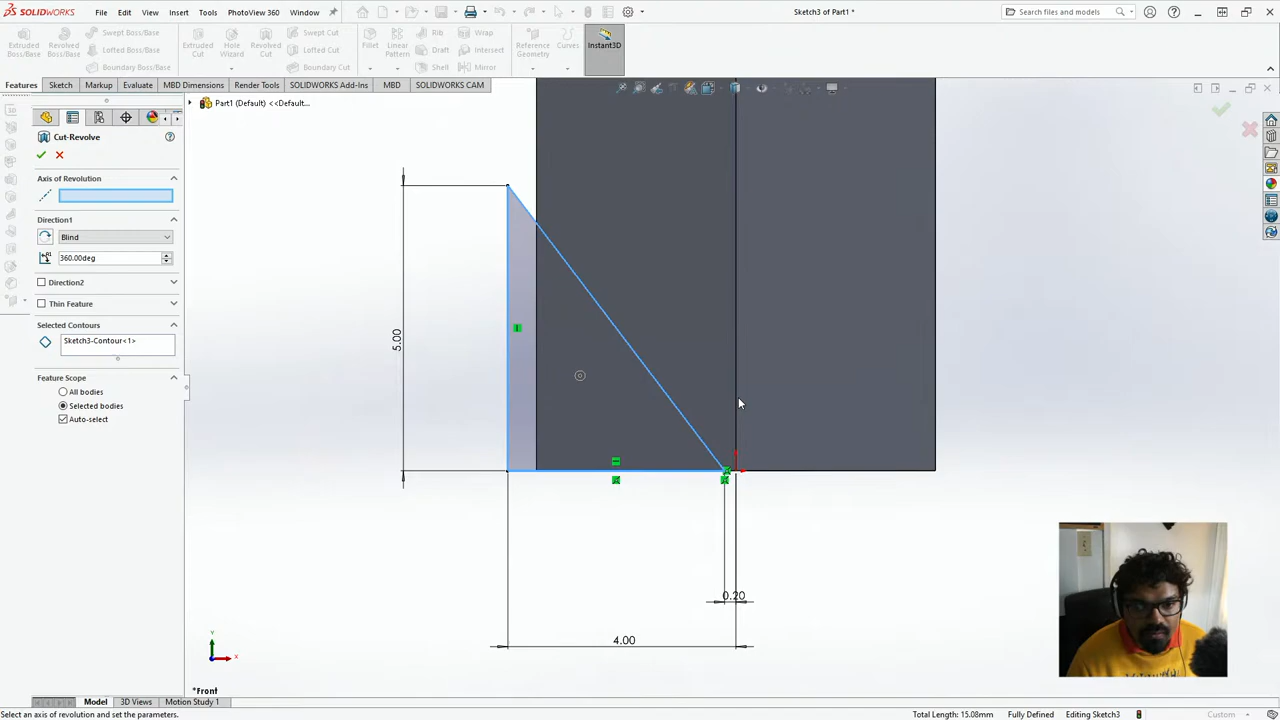 SOLIDWORKS File Edit View Insert Tools PhotoView 360 Window Sketch3 of Part1 * Search files and models
Extruded Boss/Base Revolved Boss/Base Swept Boss/Base Lofted Boss/Base Boundary Boss/Base Extruded Cut Hole Wizard Revolved Cut Swept Cut Lofted Cut Boundary Cut Fillet Linear Pattern Rib Draft Shell Wrap Intersect Mirror Reference Geometry Curves Instant3D
Features Sketch Markup Evaluate MBD Dimensions Render Tools SOLIDWORKS Add-Ins MBD SOLIDWORKS CAM
Part1 (Default) <<Default...
Cut-Revolve
Axis of Revolution
Direction1
Blind
360.00deg
Direction2
Thin Feature
Selected Contours
Sketch3-Contour<1>
Feature Scope
All bodies
Selected bodies
Auto-select
5.00
0.20
4.00
Y
X
*Front
Model 3D Views Motion Study 1
Select an axis of revolution and set the parameters. Total Length: 15.08mm Fully Defined Editing Sketch3 Custom